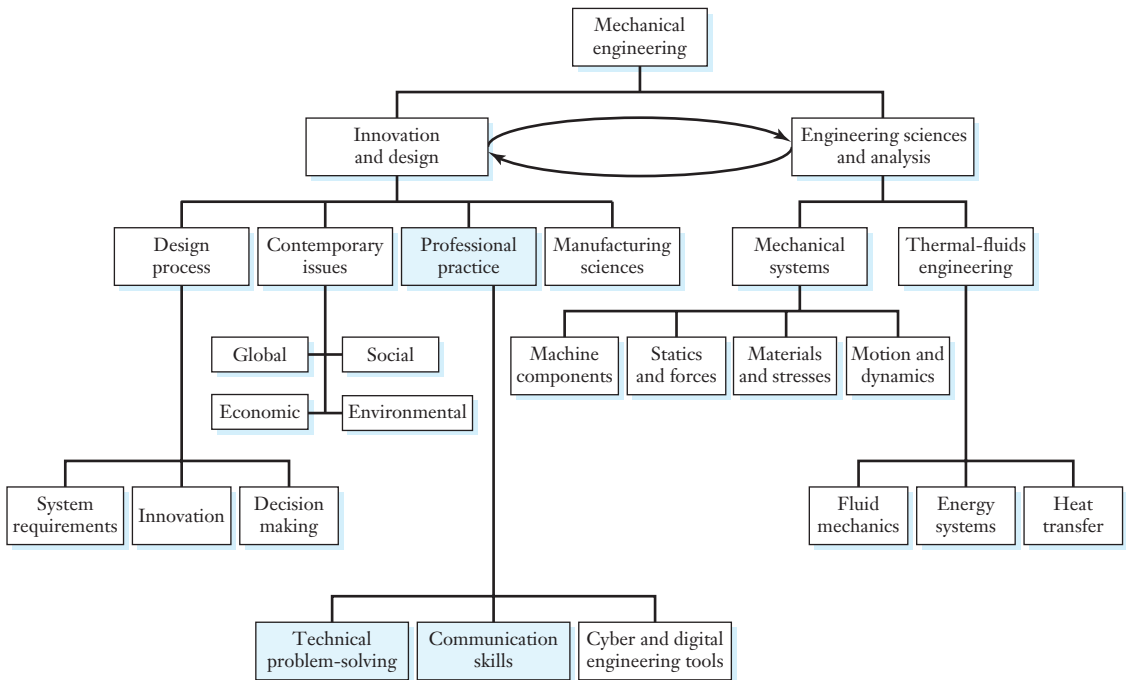 Mechanical
engineering
Innovation
and design
Engineering sciences
and analysis
Design
process
Contemporary
issues
Professional
practice
Manufacturing
sciences
Mechanical
systems
Thermal-fluids
engineering
Global
Social
Economic
Environmental
Machine
components
Statics
and forces
Materials
and stresses
Motion and
dynamics
System
requirements
Innovation
Decision
making
Fluid
mechanics
Energy
systems
Heat
transfer
Technical
problem-solving
Communication
skills
Cyber and digital
engineering tools